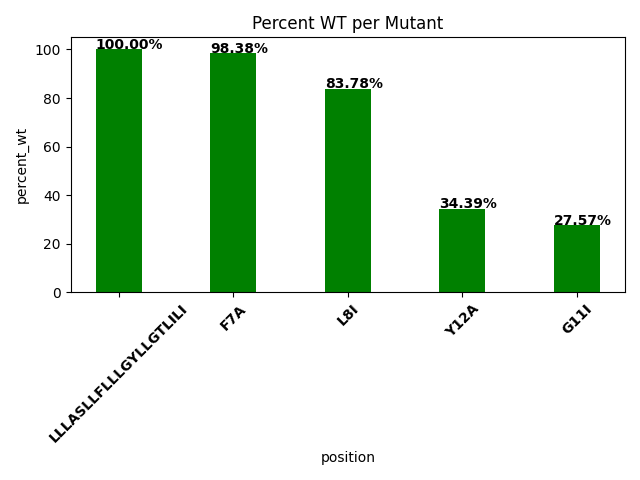 Percent WT per Mutant
100.00%
98.38%
83.78%
34.39%
27.57%
percent_wt
100
80
60
40
20
0
LLLASLLFLLLGYLLGTLILI
F7A
L8I
Y12A
G11I
position